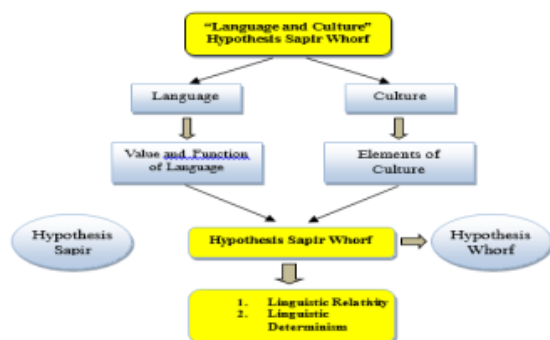 “Language and Culture”
Hypothesis Sapir Whorf
Language
Culture
Value and Function
of Language
Elements of
Culture
Hypothesis
Sapir
Hypothesis Sapir Whorf
Hypothesis
Whorf
1. Linguistic Relativity
2. Linguistic
Determinism